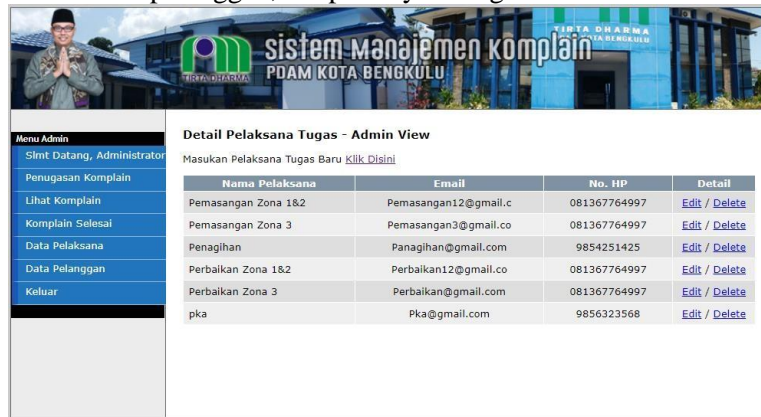 sistem Manajemen Komplain
PDAM KOTA BENGKULU
TIRTA DHARMA
TIRTA DHARMA
Menu Admin
Slmt Datang, Administrator
Penugasan Komplain
Lihat Komplain
Komplain Selesai
Data Pelaksana
Data Pelanggan
Keluar
Detail Pelaksana Tugas - Admin View
Masukan Pelaksana Tugas Baru Klik Disini
Nama Pelaksana Email No. HP Detail
Pemasangan Zona 1&2 Pemasangan12@gmail.c 081367764997 Edit / Delete
Pemasangan Zona 3 Pemasangan3@gmail.co 081367764997 Edit / Delete
Penagihan Panagihan@gmail.com 9854251425 Edit / Delete
Perbaikan Zona 1&2 Perbaikan12@gmail.co 081367764997 Edit / Delete
Perbaikan Zona 3 Perbaikan@gmail.com 081367764997 Edit / Delete
pka Pka@gmail.com 9856323568 Edit / Delete